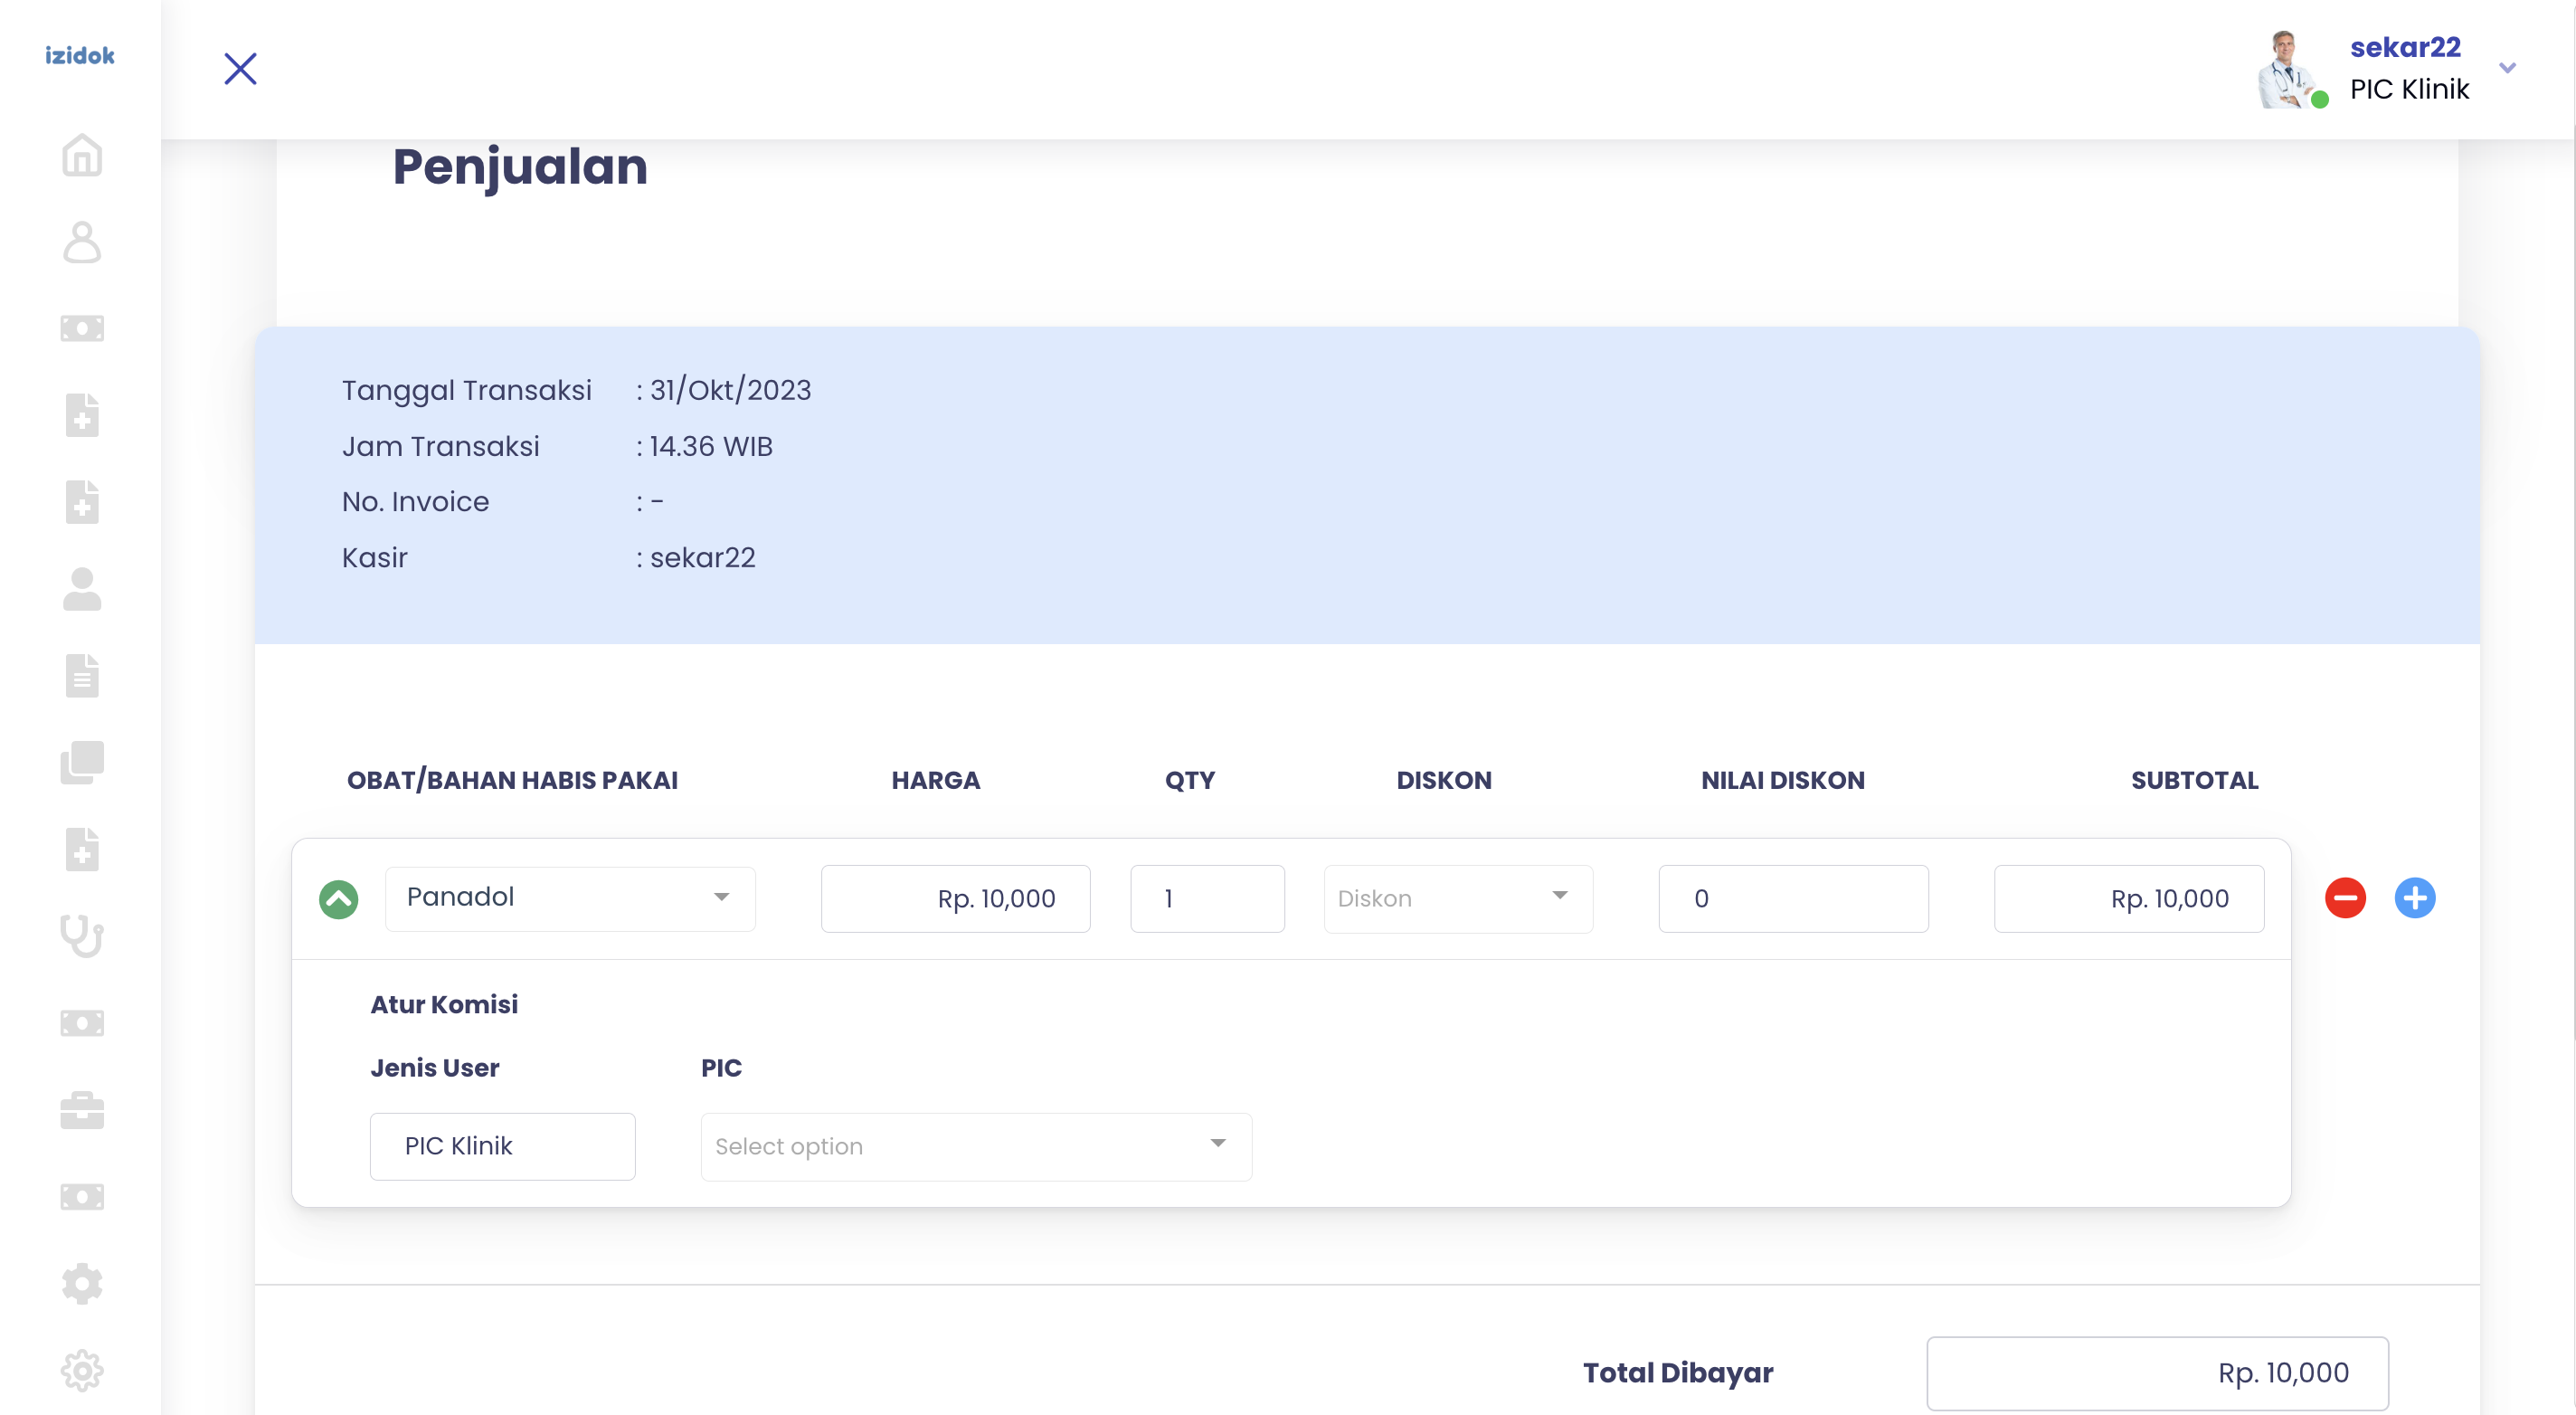 izidok
sekar22
PIC Klinik
Penjualan
Tanggal Transaksi : 31/Okt/2023
Jam Transaksi : 14.36 WIB
No. Invoice : -
Kasir : sekar22
OBAT/BAHAN HABIS PAKAI HARGA QTY DISKON NILAI DISKON SUBTOTAL
Panadol Rp. 10,000 1 Diskon 0 Rp. 10,000
Atur Komisi
Jenis User PIC
PIC Klinik Select option
Total Dibayar Rp. 10,000